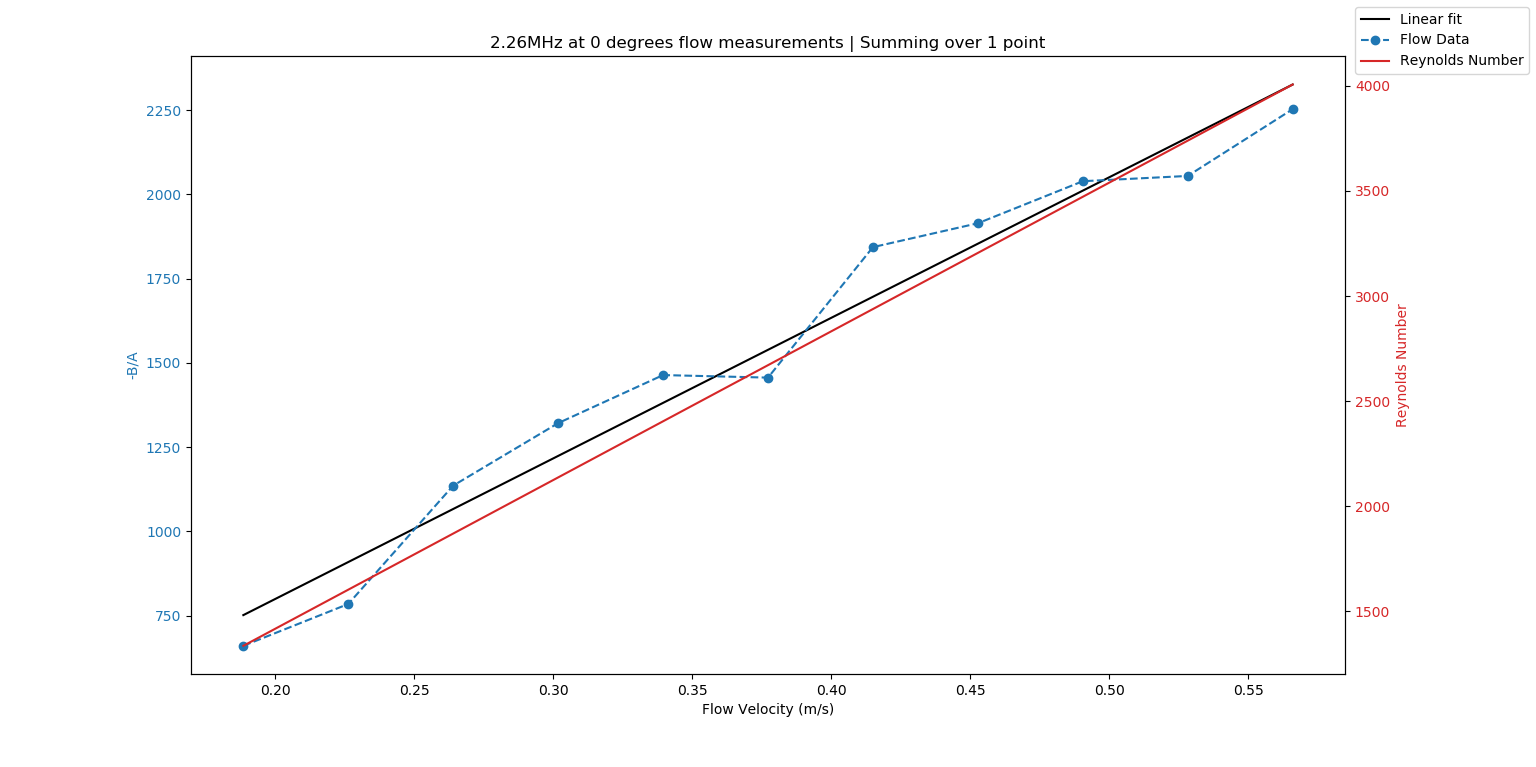 Linear fit
Flow Data
Reynolds Number
2.26MHz at 0 degrees flow measurements | Summing over 1 point
2250
2000
1750
1500
1250
1000
750
-B/A
4000
3500
3000
2500
2000
1500
Reynolds Number
0.20 0.25 0.30 0.35 0.40 0.45 0.50 0.55
Flow Velocity (m/s)